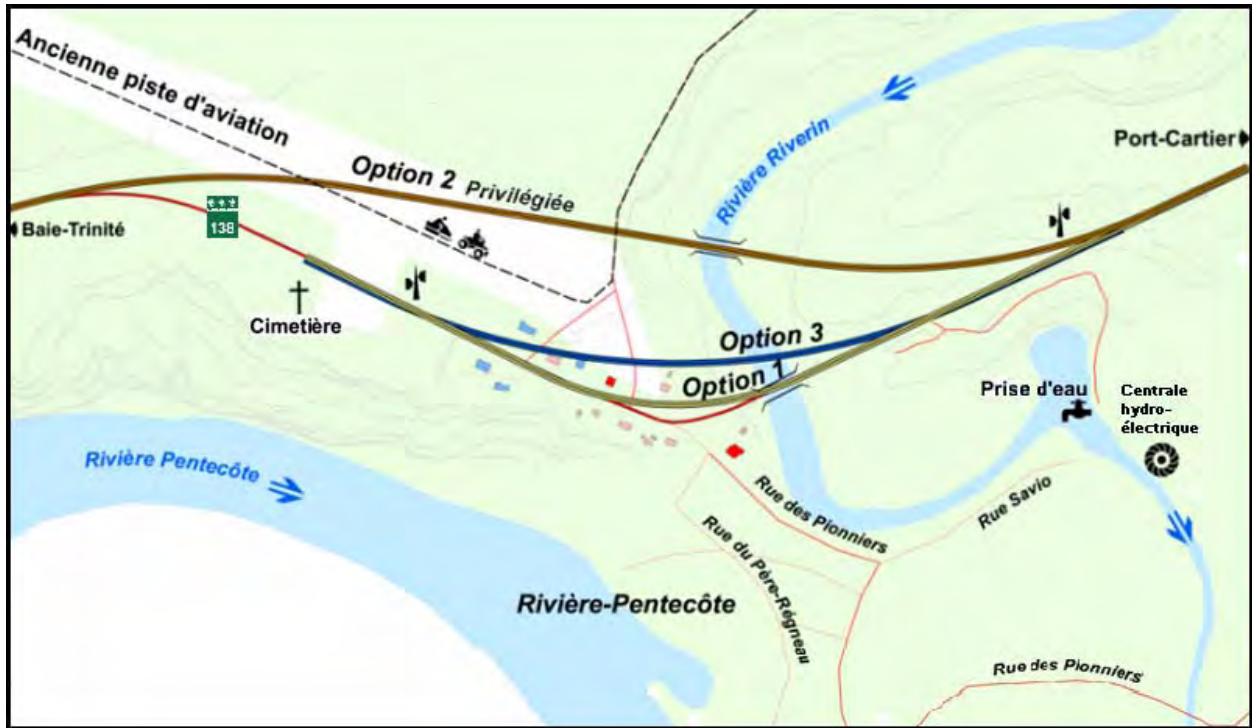 Ancienne piste d'aviation
Option 2 Privilégiée
Rivière Riverin
Port-Cartier
Baie-Trinité
138
Cimetière
Option 3
Option 1
Prise d'eau
Centrale
hydro-
électrique
Rivière Pentecôte
Rue des Pionniers
Rue Savio
Rue du Père-Régneau
Rivière-Pentecôte
Rue des Pionniers